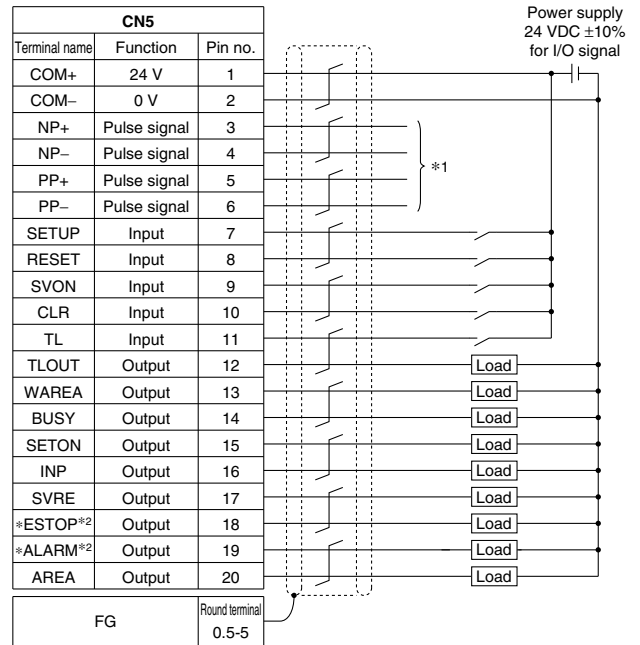 Power supply
24 VDC ±10%
for I/O signal
CN5
Terminal name Function Pin no.
COM+ 24 V 1
COM− 0 V 2
NP+ Pulse signal 3
NP− Pulse signal 4
PP+ Pulse signal 5
PP− Pulse signal 6
*1
SETUP Input 7
RESET Input 8
SVON Input 9
CLR Input 10
TL Input 11
TLOUT Output 12 Load
WAREA Output 13 Load
BUSY Output 14 Load
SETON Output 15 Load
INP Output 16 Load
SVRE Output 17 Load
*ESTOP*2 Output 18 Load
*ALARM*2 Output 19 Load
AREA Output 20 Load
FG Round terminal
0.5-5